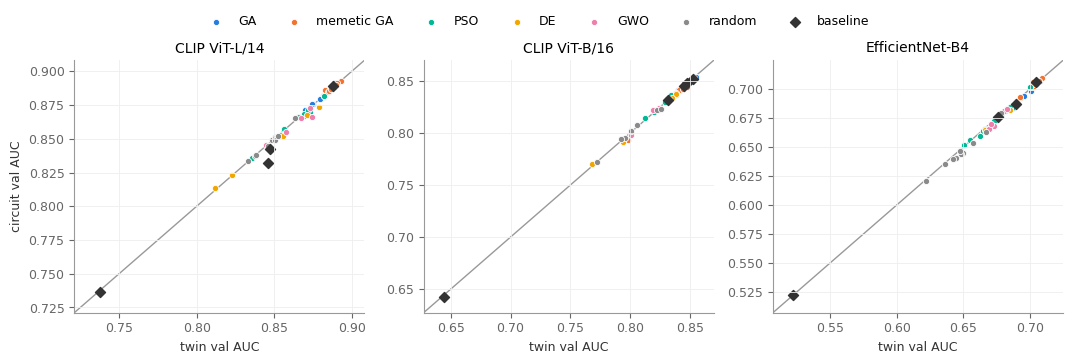 GA memetic GA PSO DE GWO random baseline
CLIP ViT-L/14
CLIP ViT-B/16
EfficientNet-B4
circuit val AUC
0.900
0.875
0.850
0.825
0.800
0.775
0.750
0.725
0.75 0.80 0.85 0.90
twin val AUC
0.85
0.80
0.75
0.70
0.65
0.65 0.70 0.75 0.80 0.85
twin val AUC
0.700
0.675
0.650
0.625
0.600
0.575
0.550
0.525
0.55 0.60 0.65 0.70
twin val AUC